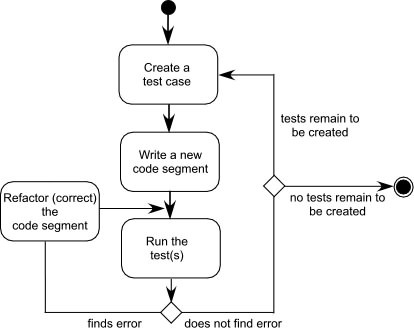 Create a
test case
tests remain to
be created
Write a new
code segment
Refactor (correct)
the
code segment
no tests remain to
be created
Run the
test(s)
finds error
does not find error